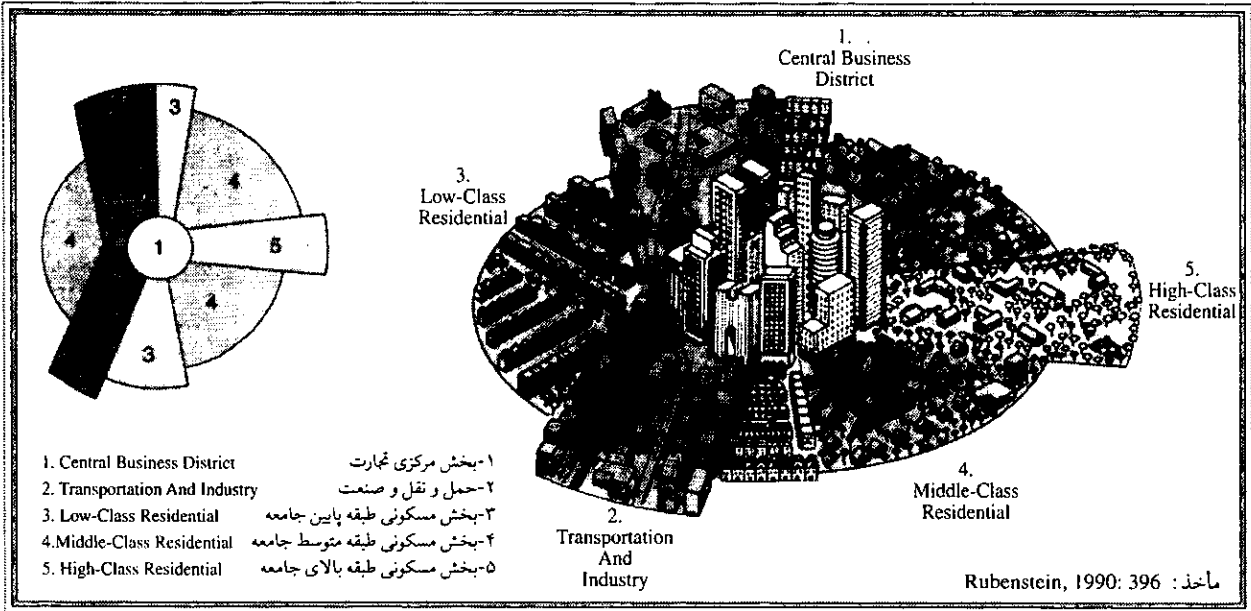 3
4
4
1
5
4
3
1.
Central Business
District
3.
Low-Class
Residential
5.
High-Class
Residential
4.
Middle-Class
Residential
2.
Transportation
And
Industry
1. Central Business District
۱-بخش مرکزی تجارت
2. Transportation And Industry
۲-حمل و نقل و صنعت
3. Low-Class Residential
۳-بخش مسکونی طبقه پایین جامعه
4.Middle-Class Residential
۴-بخش مسکونی طبقه متوسط جامعه
5. High-Class Residential
۵-بخش مسکونی طبقه بالای جامعه
مأخذ : Rubenstein, 1990: 396